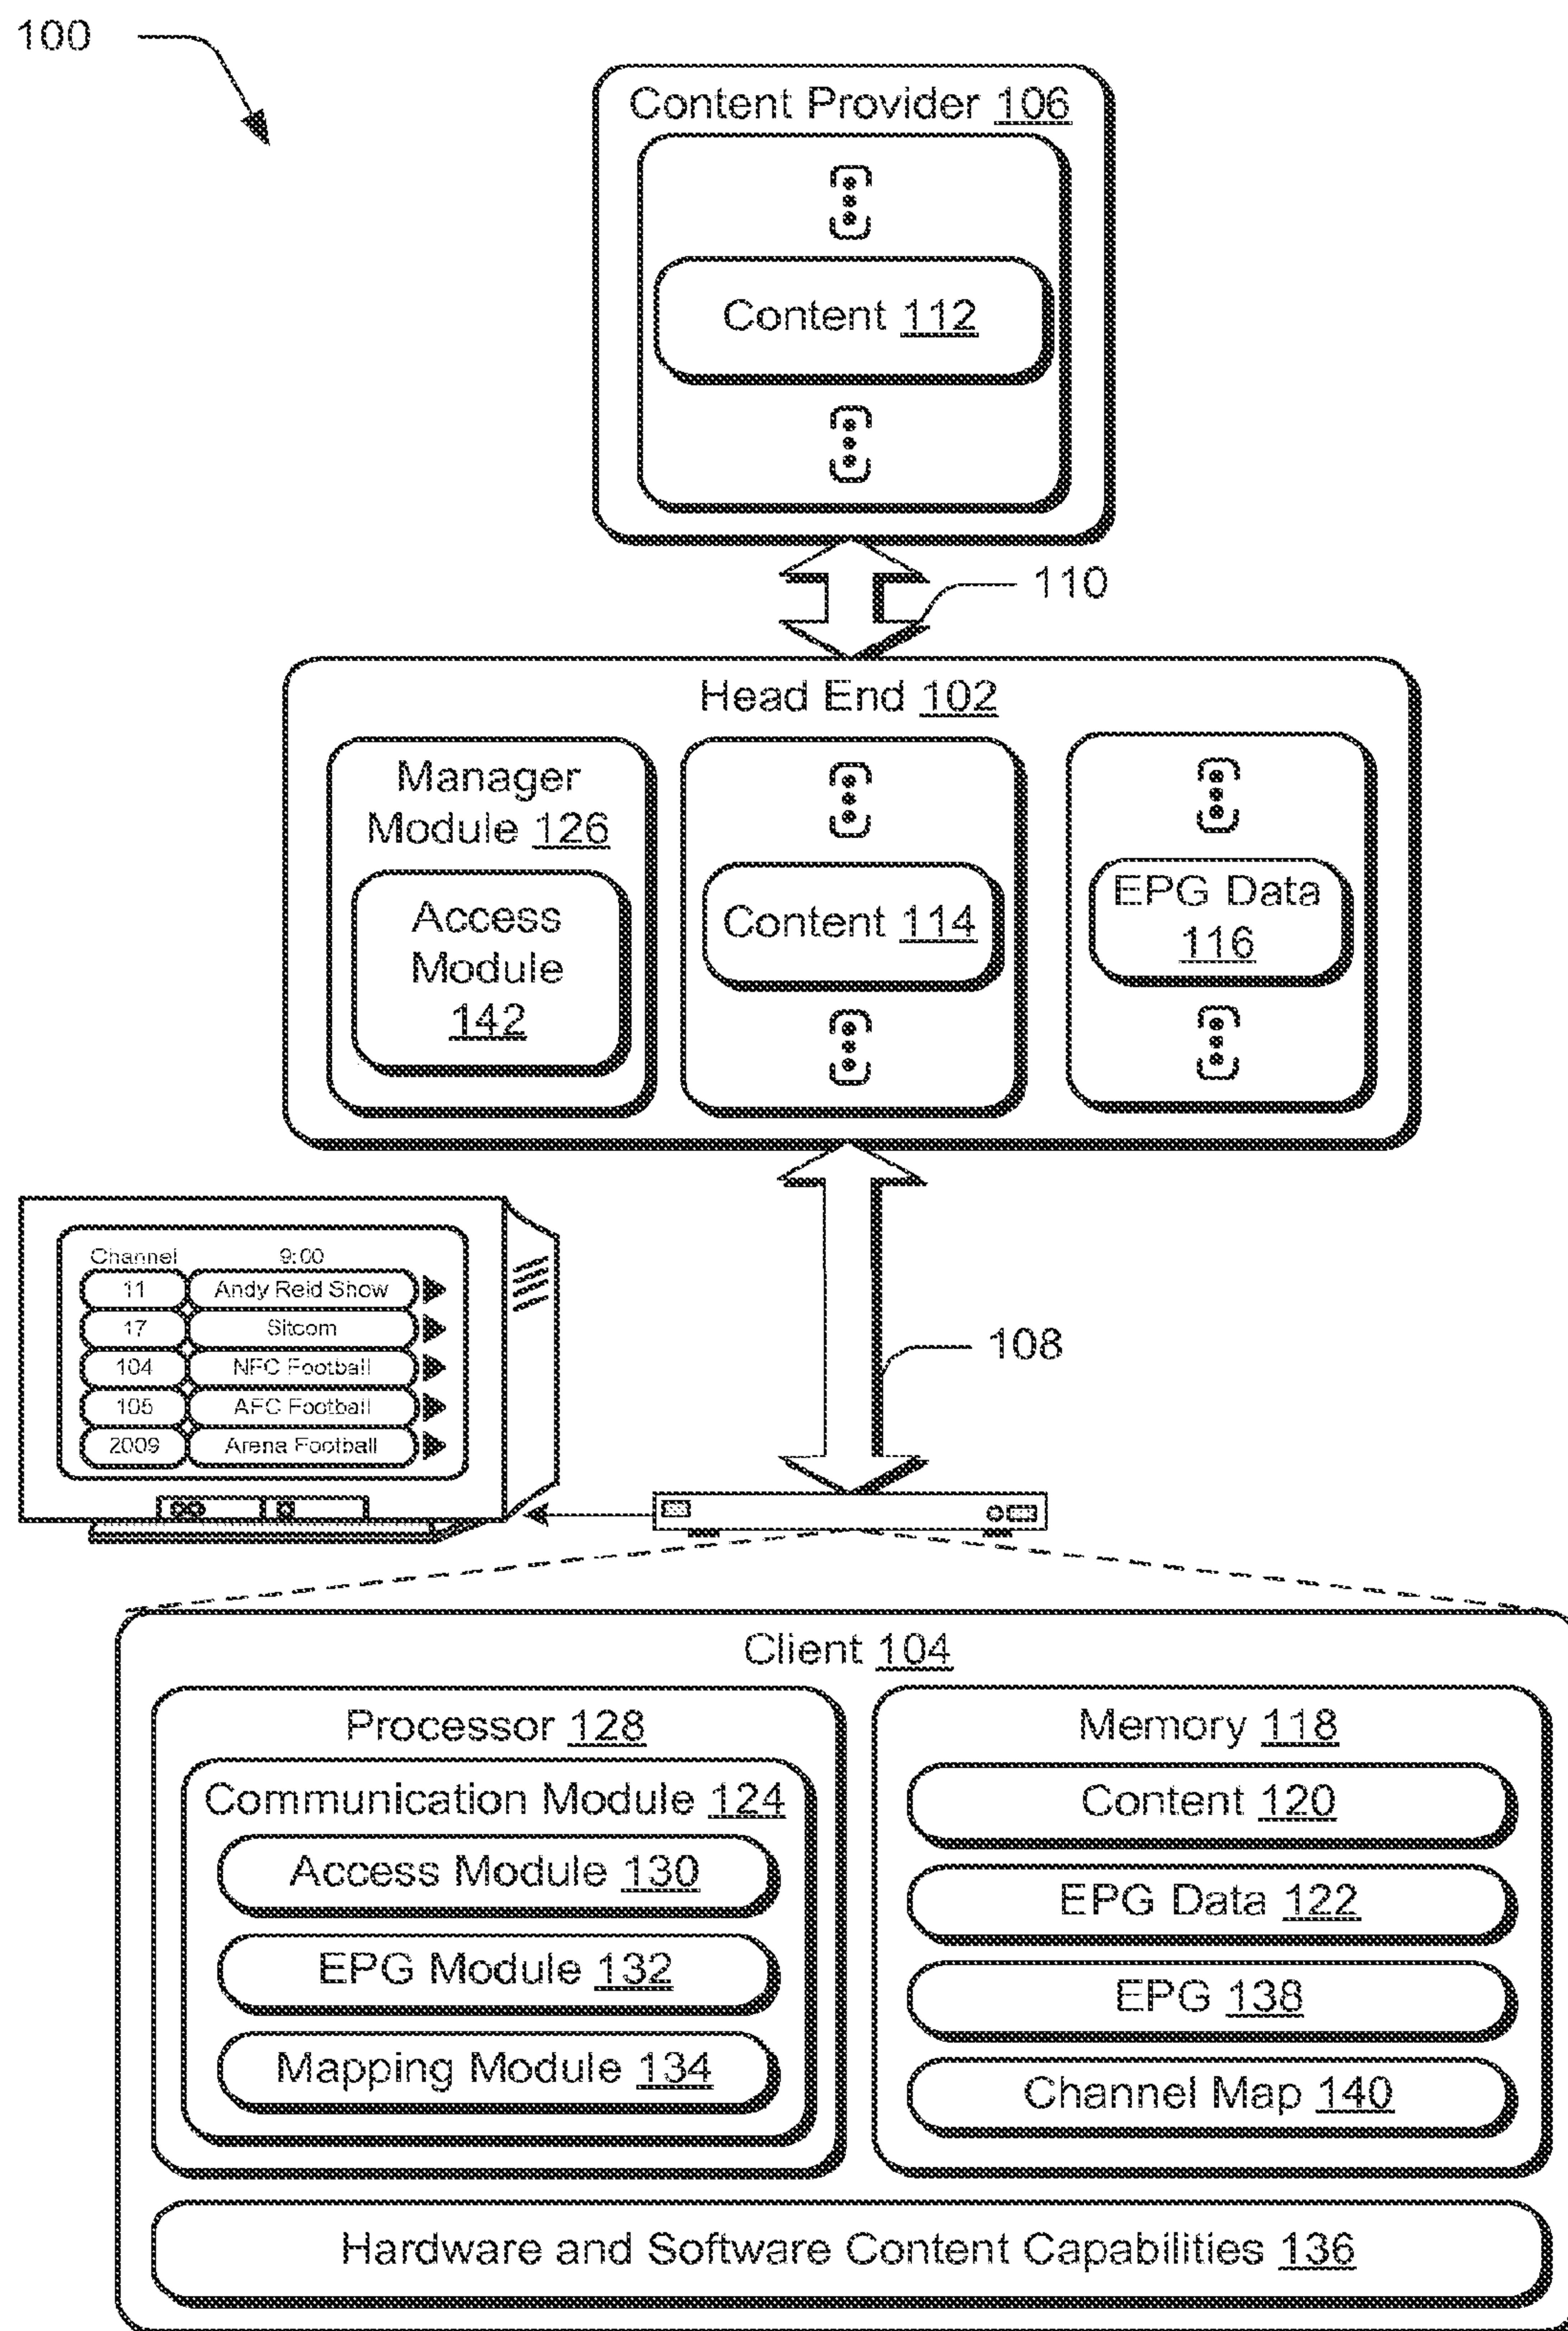 100
Content Provider 106
Content 112
110
Head End 102
Manager
Module 126
Access
Module
142
Content 114
EPG Data
116
Channel 9:00
11 Andy Reid Show
17 Sitcom
104 NFC Football
105 AFC Football
2009 Arena Football
108
Client 104
Processor 128
Communication Module 124
Access Module 130
EPG Module 132
Mapping Module 134
Memory 118
Content 120
EPG Data 122
EPG 138
Channel Map 140
Hardware and Software Content Capabilities 136